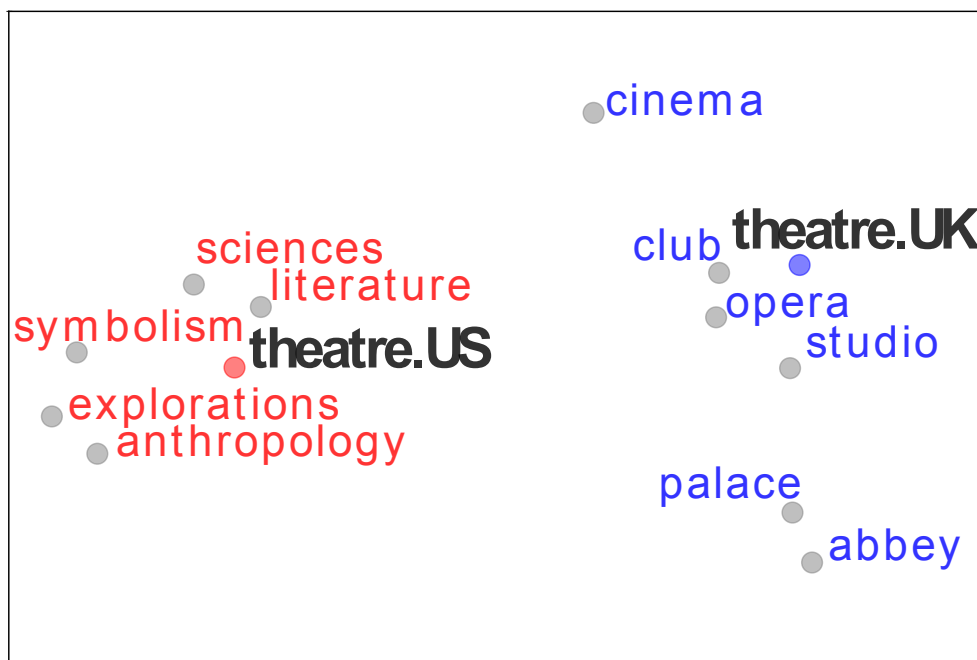 cinema
theatre.UK
club
sciences
literature
opera
symbolism
theatre.US
studio
explorations
anthropology
palace
abbey